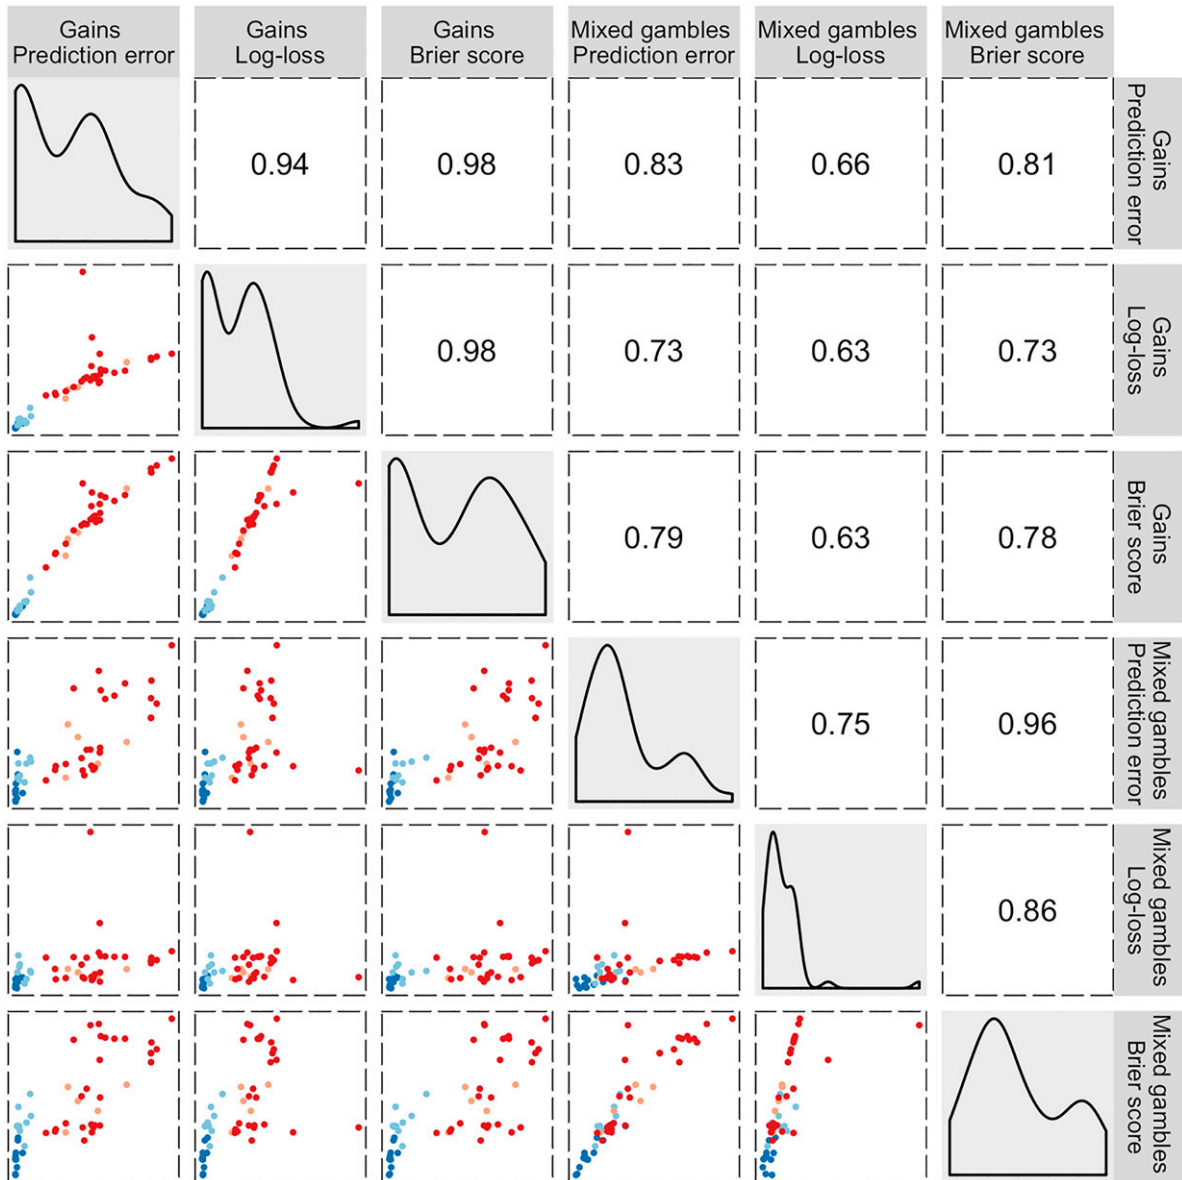 Gains
Prediction error
Gains
Log-loss
Gains
Brier score
Mixed gambles
Prediction error
Mixed gambles
Log-loss
Mixed gambles
Brier score
0.94
0.98
0.83
0.66
0.81
Gains
Prediction error
0.98
0.73
0.63
0.73
Gains
Log-loss
0.79
0.63
0.78
Gains
Brier score
0.75
0.96
Mixed gambles
Prediction error
0.86
Mixed gambles
Log-loss
Mixed gambles
Brier score